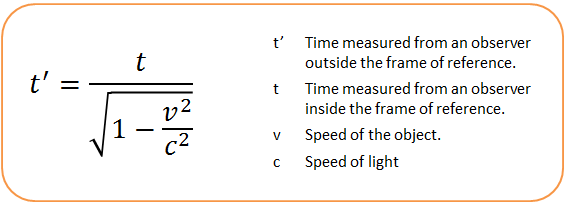 t′ = t / √(1 − v²/c²)
t’ Time measured from an observer
outside the frame of reference.
t Time measured from an observer
inside the frame of reference.
v Speed of the object.
c Speed of light